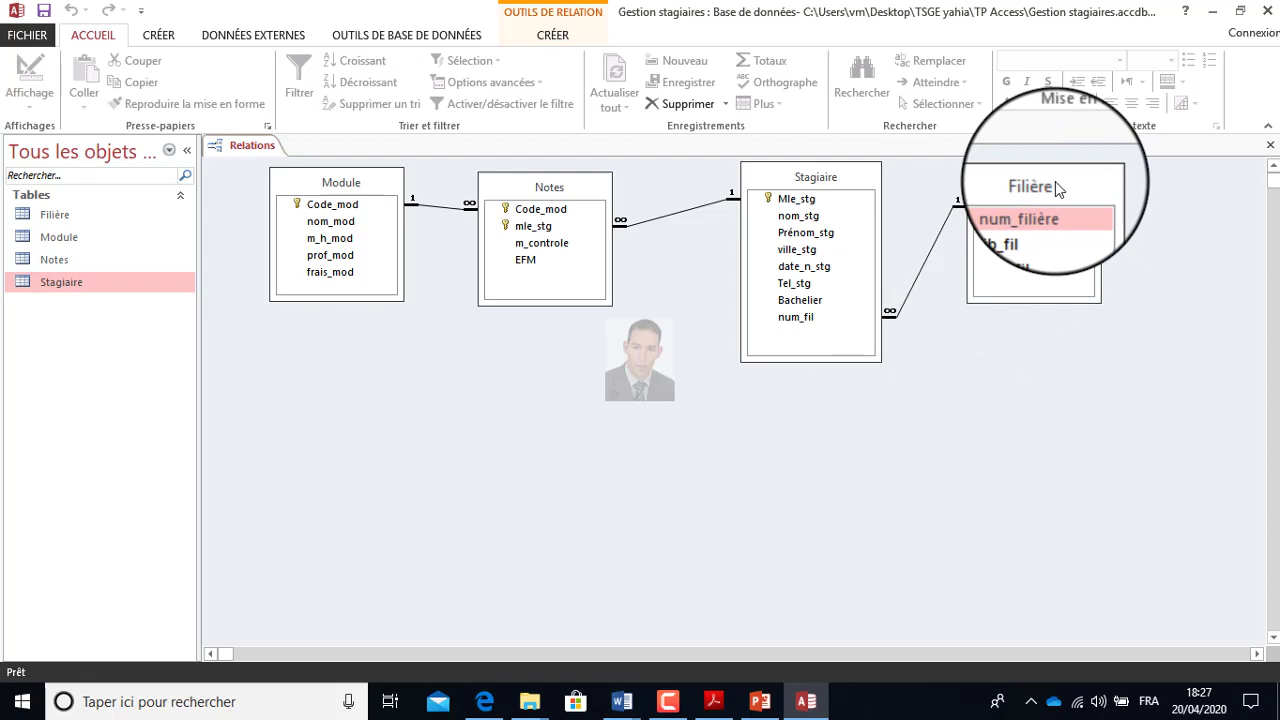 OUTILS DE RELATION
Gestion stagiaires : Base de données- C:\Users\vm\Desktop\TSGE yahia\TP Access\Gestion stagiaires.accdb...
?
FICHIER
ACCUEIL
CRÉER
DONNÉES EXTERNES
OUTILS DE BASE DE DONNÉES
CRÉER
Connexion
Affichage
Affichages
Coller
Couper
Copier
Reproduire la mise en forme
Presse-papiers
Filtrer
Croissant
Décroissant
Sélection
Options avancées
Activer/désactiver le filtre
Trier et filtrer
Actualiser
tout
Nouveau
Enregistrer
Supprimer
Totaux
Orthographe
Plus
Enregistrements
Rechercher
Remplacer
Atteindre
Sélectionner
Rechercher
G I S
Mise en
texte
Tous les objets ...
Rechercher...
Tables
Filière
Module
Notes
Stagiaire
Relations
Module
Code_mod
nom_mod
m_h_mod
prof_mod
frais_mod
1
∞
Notes
Code_mod
mle_stg
m_controle
EFM
∞
1
Stagiaire
Mle_stg
nom_stg
Prénom_stg
ville_stg
date_n_stg
Tel_stg
Bachelier
num_fil
∞
1
Filière
num_filière
Prêt
Taper ici pour rechercher
FRA
18:27
20/04/2020